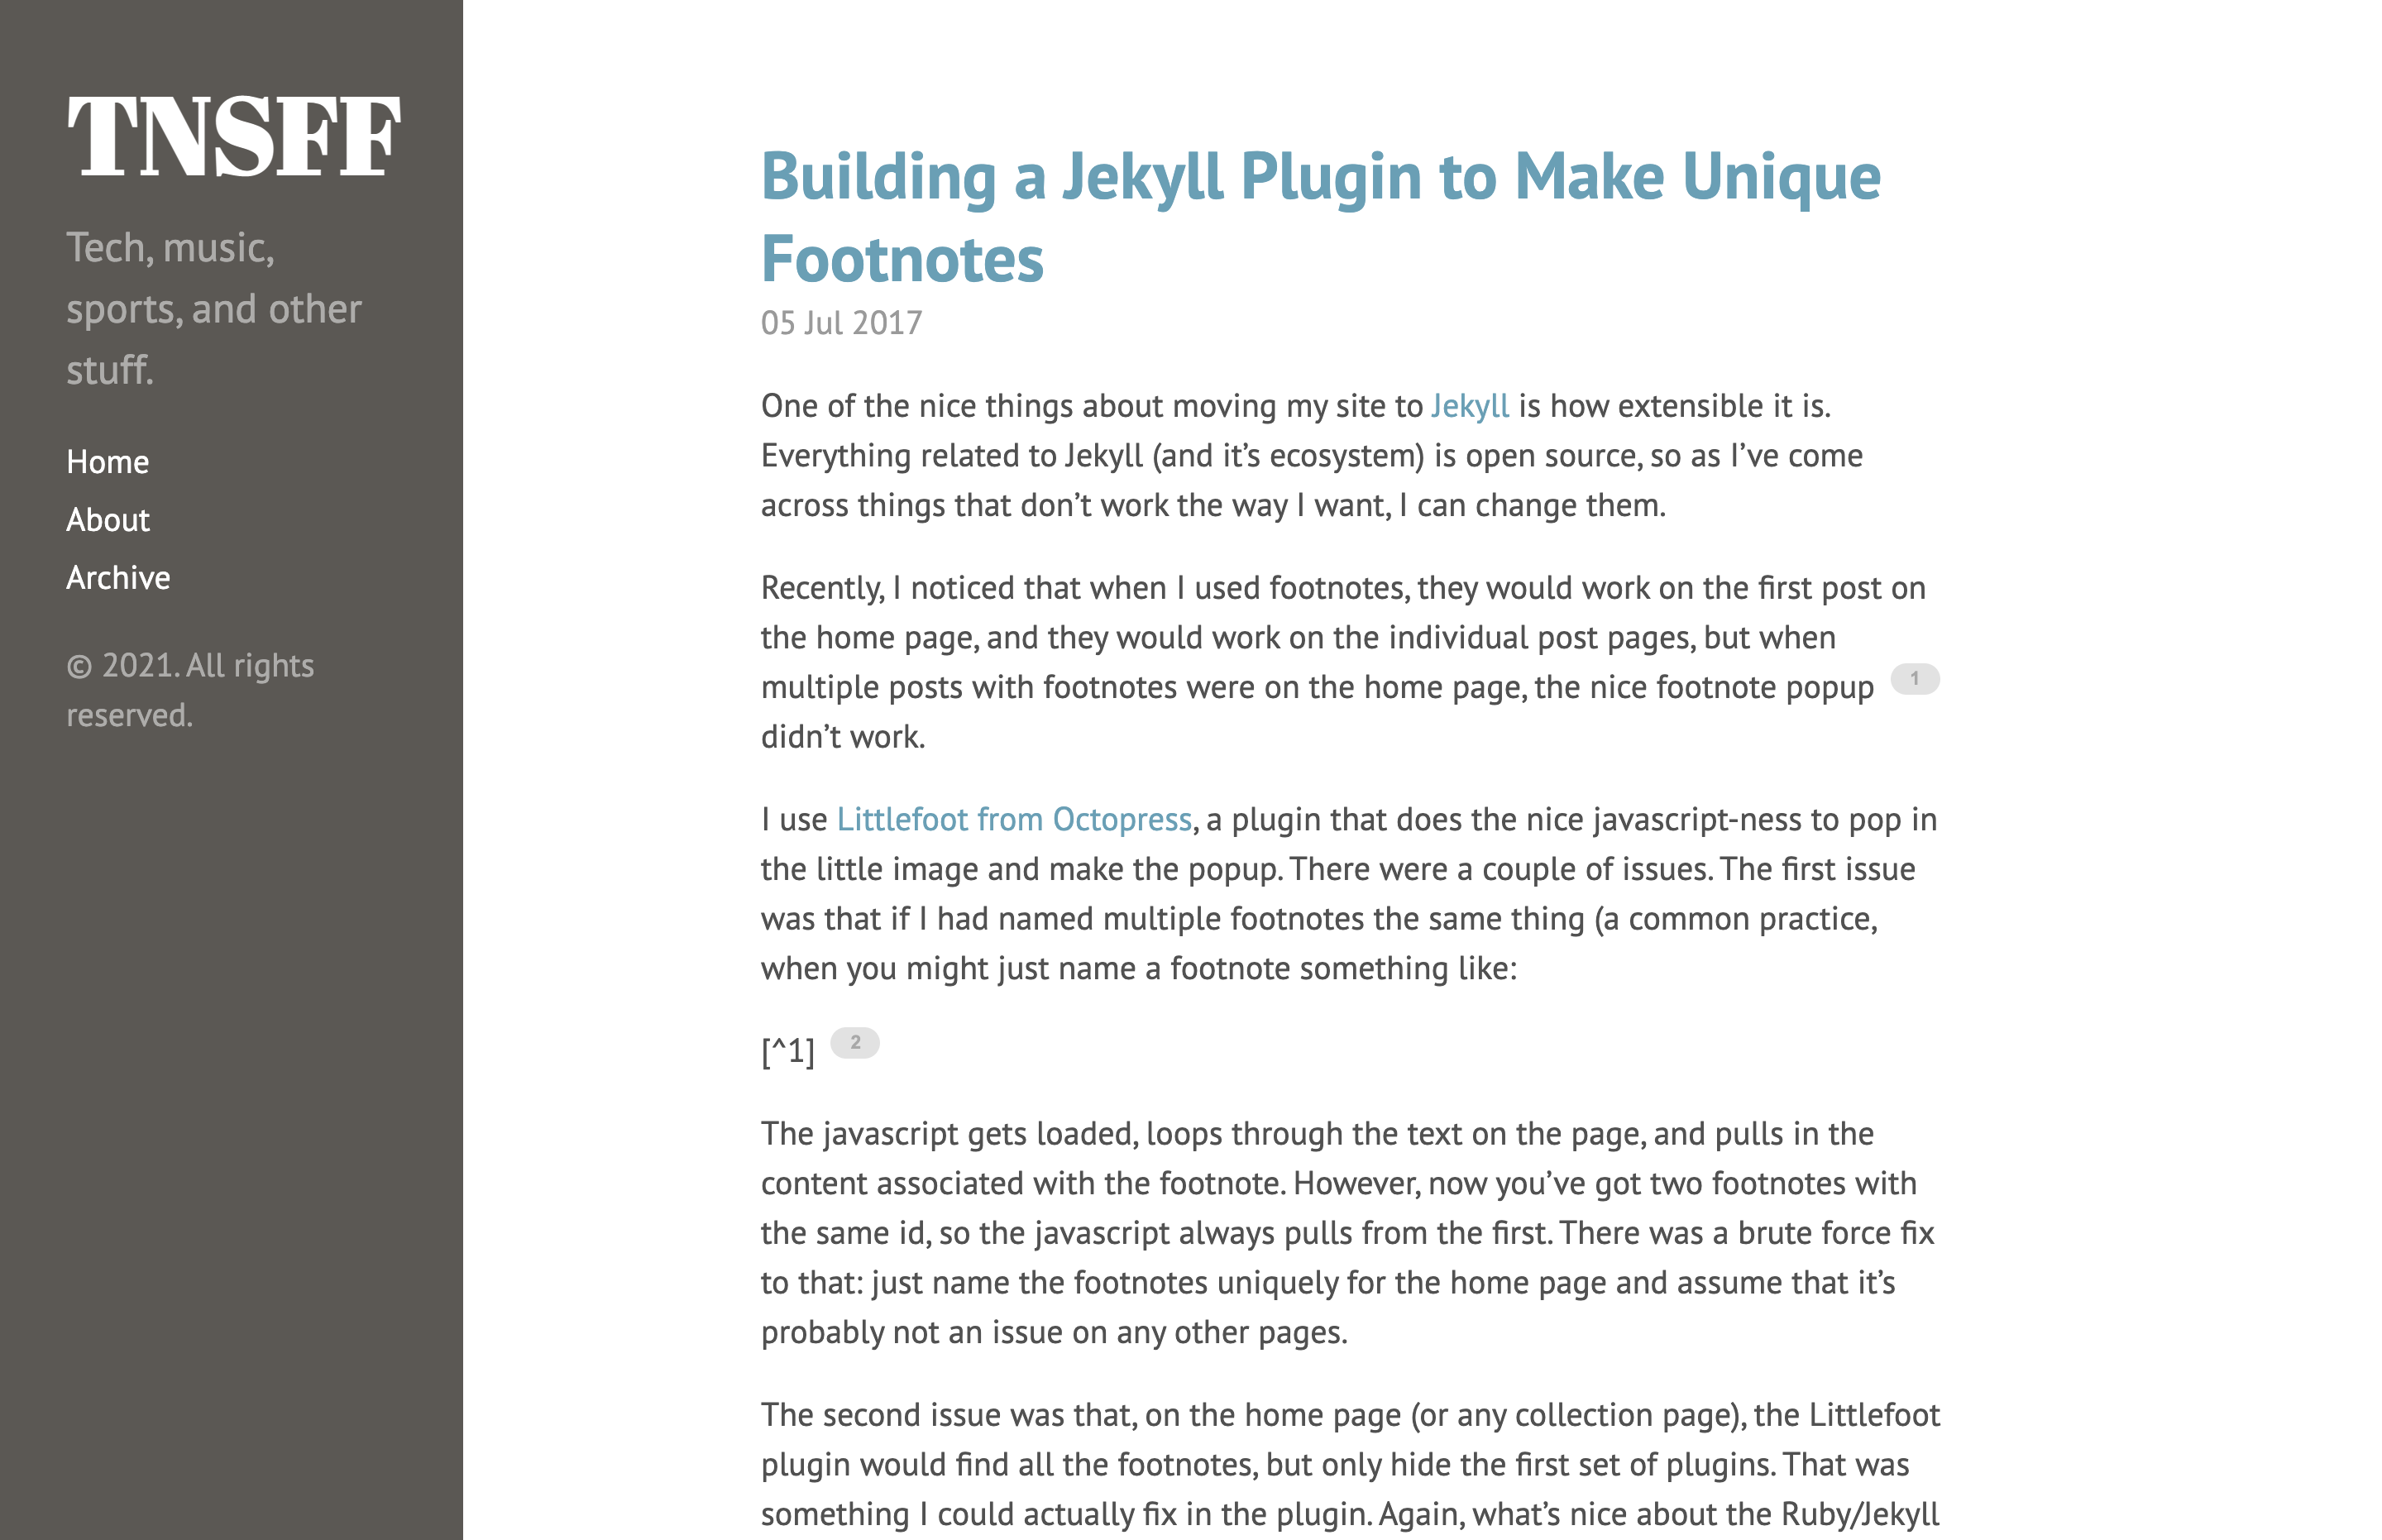 TNSFF
Tech, music,
sports, and other
stuff.
Home
About
Archive
© 2021. All rights
reserved.
Building a Jekyll Plugin to Make Unique
Footnotes
05 Jul 2017
One of the nice things about moving my site to Jekyll is how extensible it is.
Everything related to Jekyll (and it’s ecosystem) is open source, so as I’ve come
across things that don’t work the way I want, I can change them.
Recently, I noticed that when I used footnotes, they would work on the first post on
the home page, and they would work on the individual post pages, but when
multiple posts with footnotes were on the home page, the nice footnote popup 1
didn’t work.
I use Littlefoot from Octopress, a plugin that does the nice javascript-ness to pop in
the little image and make the popup. There were a couple of issues. The first issue
was that if I had named multiple footnotes the same thing (a common practice,
when you might just name a footnote something like:
[^1] 2
The javascript gets loaded, loops through the text on the page, and pulls in the
content associated with the footnote. However, now you’ve got two footnotes with
the same id, so the javascript always pulls from the first. There was a brute force fix
to that: just name the footnotes uniquely for the home page and assume that it’s
probably not an issue on any other pages.
The second issue was that, on the home page (or any collection page), the Littlefoot
plugin would find all the footnotes, but only hide the first set of plugins. That was
something I could actually fix in the plugin. Again, what’s nice about the Ruby/Jekyll